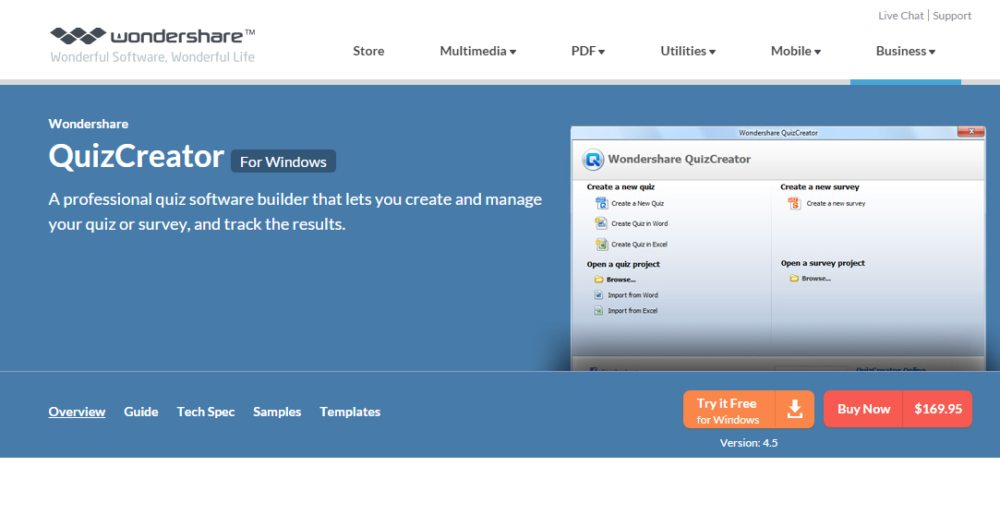 Live Chat | Support
wondershare™
Wonderful Software, Wonderful Life
Store Multimedia PDF Utilities Mobile Business
Wondershare
QuizCreator For Windows
A professional quiz software builder that lets you create and manage
your quiz or survey, and track the results.
Wondershare QuizCreator
Wondershare QuizCreator
Create a new quiz
Create a New Quiz
Create Quiz in Word
Create Quiz in Excel
Open a quiz project
Browse...
Import from Word
Import from Excel
Create a new survey
Create a new survey
Open a survey project
Browse...
QuizCreator Online
Overview Guide Tech Spec Samples Templates
Try it Free
for Windows
Buy Now $169.95
Version: 4.5